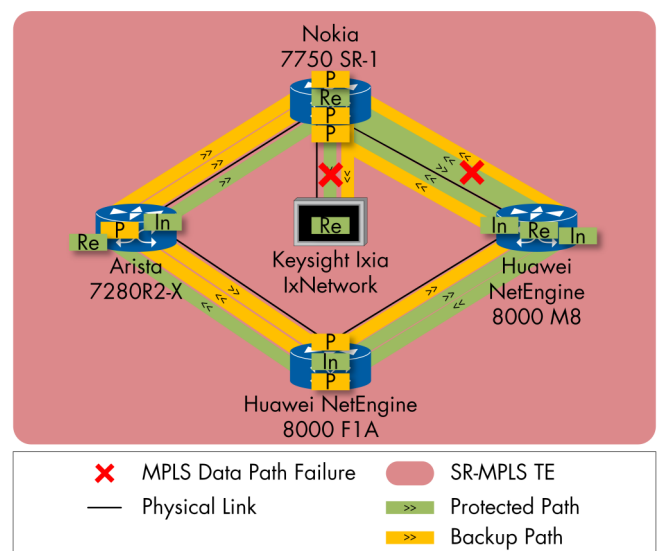 Nokia
7750 SR-1
P
Re
P
P
>>
>>
>>
>>
>>
>>
>>
>>
In
P
Re
Re
In
Re
In
Arista
7280R2-X
Keysight Ixia
IxNetwork
Huawei
NetEngine
8000 M8
>>
>>
>>
>>
>>
>>
P
In
P
Huawei NetEngine
8000 F1A
MPLS Data Path Failure
SR-MPLS TE
Physical Link
>> Protected Path
>> Backup Path